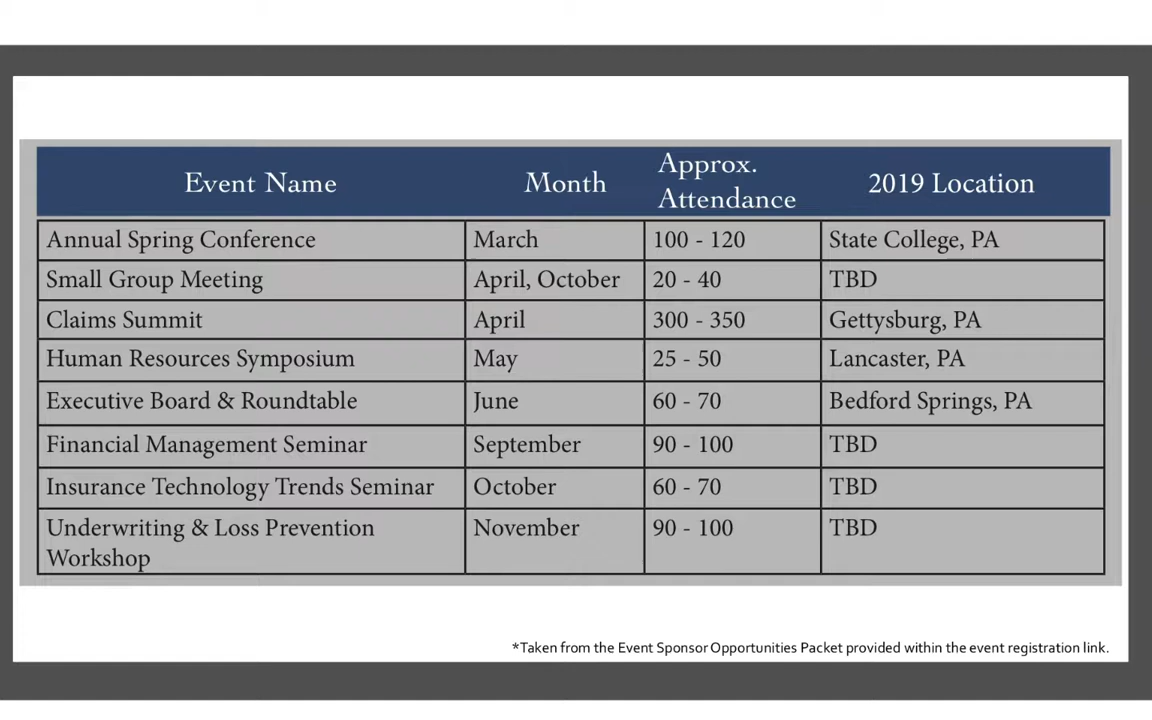 Event Name Month Approx. Attendance 2019 Location
Annual Spring Conference March 100 - 120 State College, PA
Small Group Meeting April, October 20 - 40 TBD
Claims Summit April 300 - 350 Gettysburg, PA
Human Resources Symposium May 25 - 50 Lancaster, PA
Executive Board & Roundtable June 60 - 70 Bedford Springs, PA
Financial Management Seminar September 90 - 100 TBD
Insurance Technology Trends Seminar October 60 - 70 TBD
Underwriting & Loss Prevention November 90 - 100 TBD
Workshop
*Taken from the Event Sponsor Opportunities Packet provided within the event registration link.